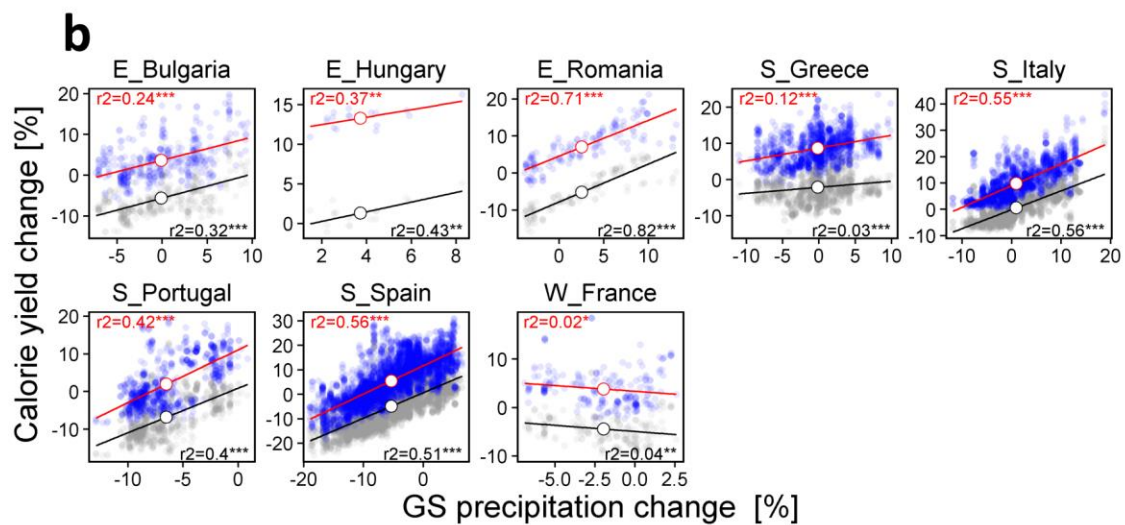 b
E_Bulgaria E_Hungary E_Romania S_Greece S_Italy
r2=0.24*** r2=0.37** r2=0.71*** r2=0.12*** r2=0.55***
20 10 0 -10
15 10 5 0
20 10 0 -10
20 10 0 -10
40 30 20 10 0 -10
r2=0.32*** r2=0.43** r2=0.82*** r2=0.03*** r2=0.56***
-5 0 5 10 2 4 6 8 0 5 10 -10 -5 0 5 10 -10 0 10 20
S_Portugal S_Spain W_France
r2=0.42*** r2=0.56*** r2=0.02*
20 10 0 -10
30 20 10 0 -10 -20
10 0 -10
r2=0.4*** r2=0.51*** r2=0.04**
-10 -5 0 -20 -15 -10 -5 0 5 -5.0 -2.5 0.0 2.5
Calorie yield change [%]
GS precipitation change [%]